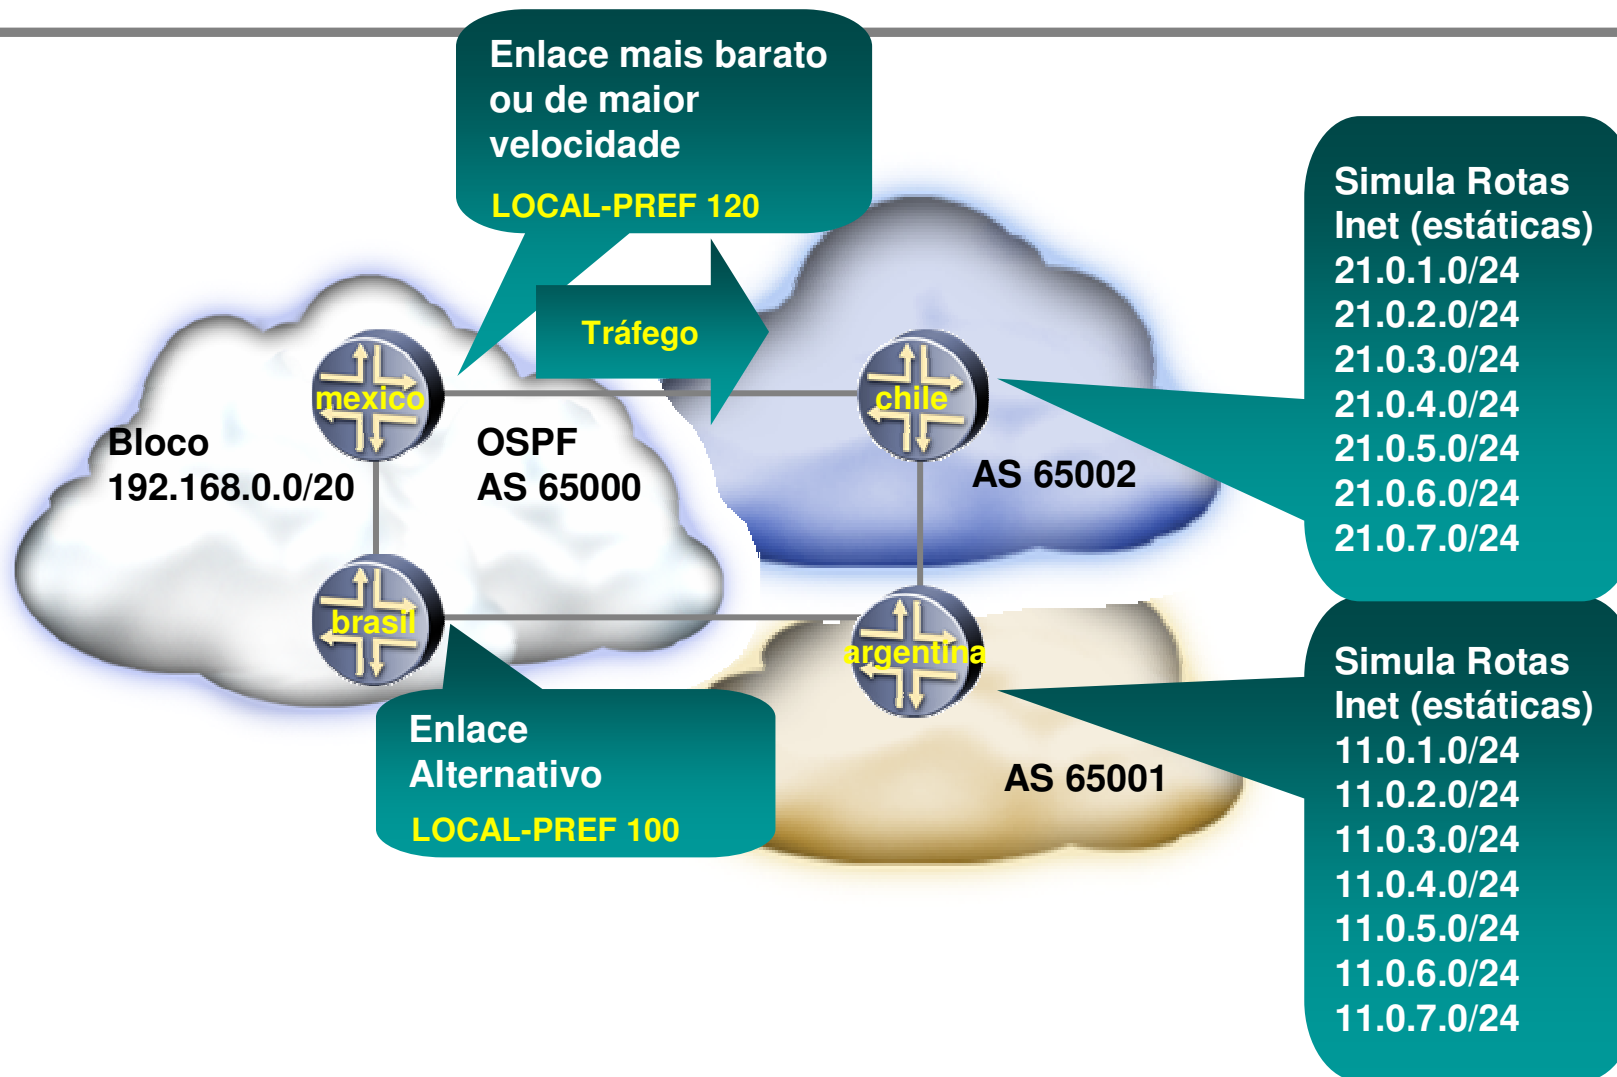 Enlace mais barato
ou de maior
velocidade
LOCAL-PREF 120
Tráfego
mexico
chile
Bloco
192.168.0.0/20
OSPF
AS 65000
AS 65002
brasil
argentina
Enlace
Alternativo
LOCAL-PREF 100
AS 65001
Simula Rotas
Inet (estáticas)
21.0.1.0/24
21.0.2.0/24
21.0.3.0/24
21.0.4.0/24
21.0.5.0/24
21.0.6.0/24
21.0.7.0/24
Simula Rotas
Inet (estáticas)
11.0.1.0/24
11.0.2.0/24
11.0.3.0/24
11.0.4.0/24
11.0.5.0/24
11.0.6.0/24
11.0.7.0/24